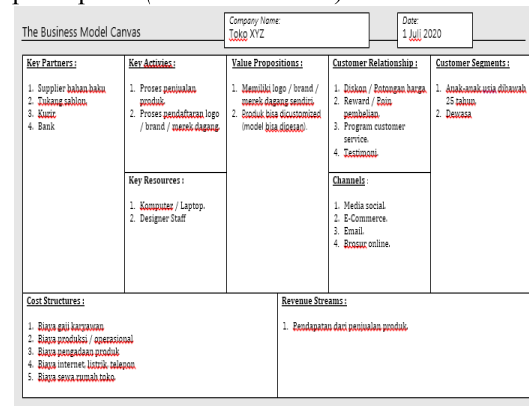 The Business Model Canvas
Company Name:
Toko XYZ
Date:
1 Juli 2020
Key Partners :
1. Supplier bahan baku
2. Tukang sablon
3. Kurir
4. Bank
Key Activies :
1. Proses penjualan
produk.
2. Proses pendaftaran logo
/ brand / merek dagang.
Key Resources :
1. Komputer / Laptop.
2. Designer Staff
Value Propositions :
1. Memiliki logo / brand /
merek dagang sendiri.
2. Produk bisa dicustomized
(model bisa dipesan).
Customer Relationship :
1. Diskon / Potongan harga
2. Reward / Poin
pembelian.
3. Program customer
service.
4. Testimoni.
Channels :
1. Media social.
2. E-Commerce.
3. Email.
4. Brosur online.
Customer Segments :
1. Anak-anak usia dibawah
25 tahun.
2. Dewasa
Cost Structures :
1. Biaya gaji karyawan
2. Biaya produksi / operasional
3. Biaya pengadaan produk
4. Biaya internet, listrik, telepon
5. Biaya sewa rumah toko.
Revenue Streams :
1. Pendapatan dari penjualan produk.